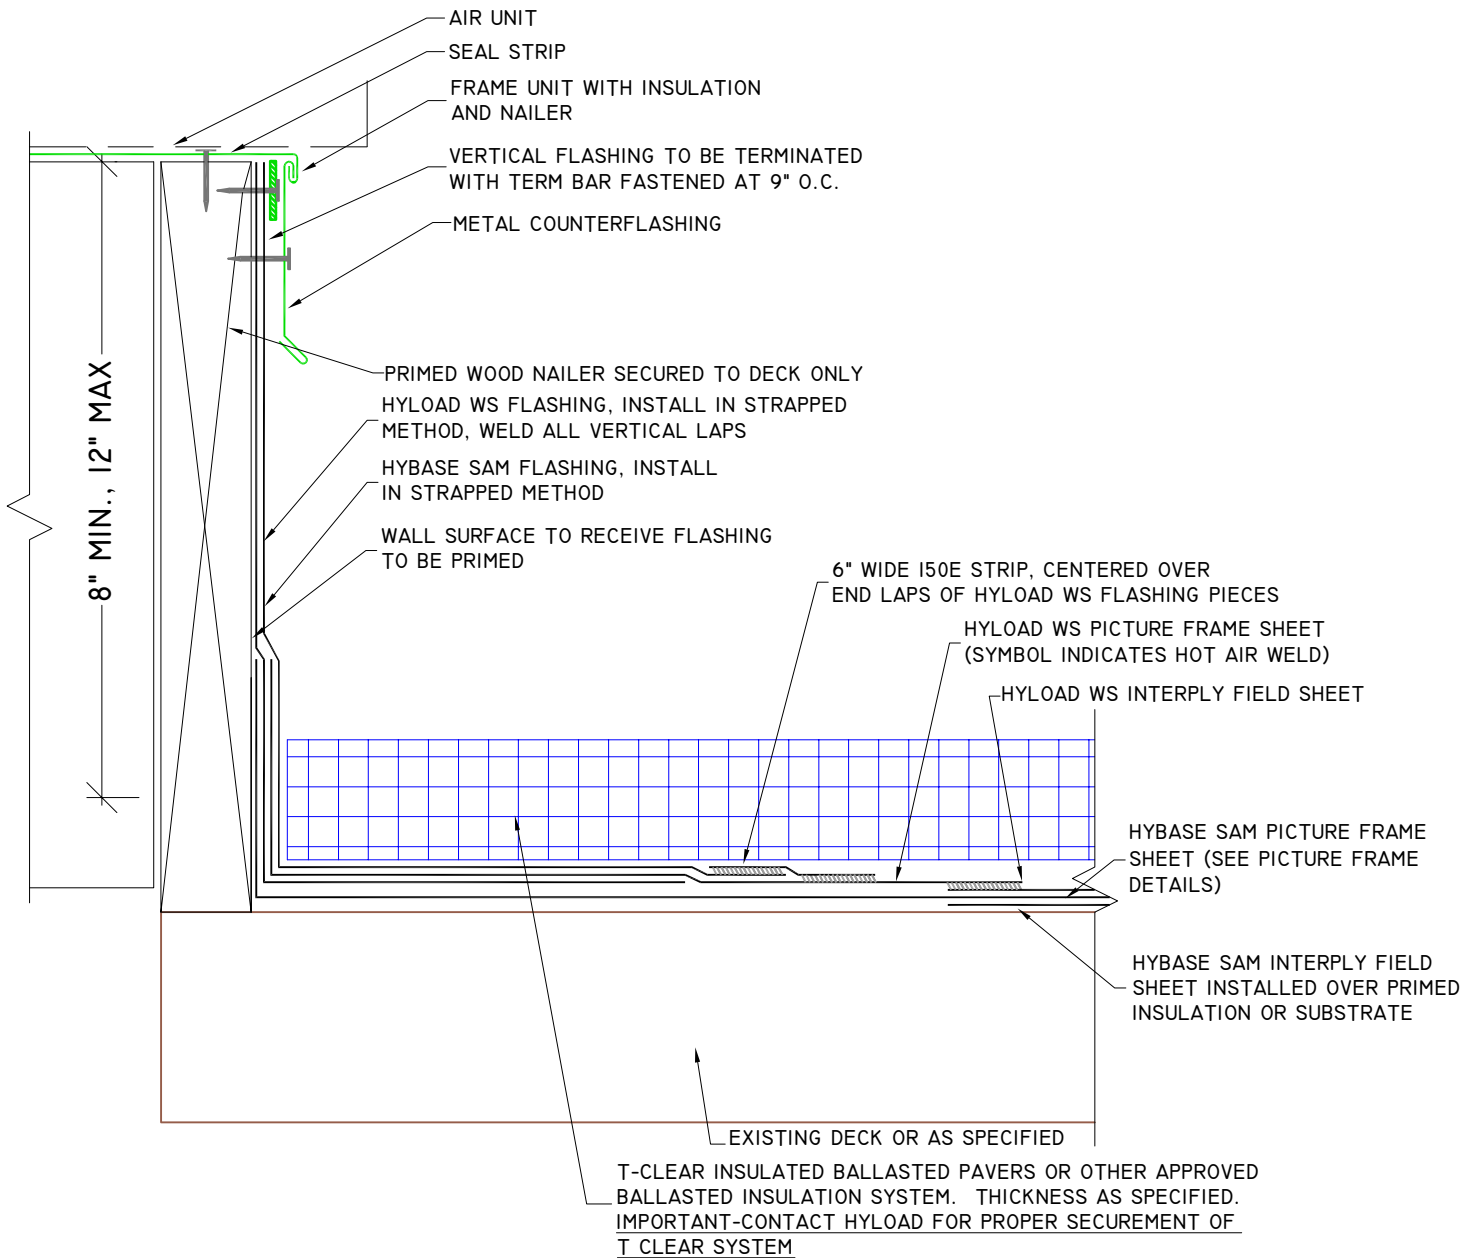 AIR UNIT
SEAL STRIP
FRAME UNIT WITH INSULATION
AND NAILER
VERTICAL FLASHING TO BE TERMINATED
WITH TERM BAR FASTENED AT 9" O.C.
METAL COUNTERFLASHING
8" MIN., 12" MAX
PRIMED WOOD NAILER SECURED TO DECK ONLY
HYLOAD WS FLASHING, INSTALL IN STRAPPED
METHOD, WELD ALL VERTICAL LAPS
HYBASE SAM FLASHING, INSTALL
IN STRAPPED METHOD
WALL SURFACE TO RECEIVE FLASHING
TO BE PRIMED
6" WIDE 150E STRIP, CENTERED OVER
END LAPS OF HYLOAD WS FLASHING PIECES
HYLOAD WS PICTURE FRAME SHEET
(SYMBOL INDICATES HOT AIR WELD)
HYLOAD WS INTERPLY FIELD SHEET
HYBASE SAM PICTURE FRAME
SHEET (SEE PICTURE FRAME
DETAILS)
HYBASE SAM INTERPLY FIELD
SHEET INSTALLED OVER PRIMED
INSULATION OR SUBSTRATE
EXISTING DECK OR AS SPECIFIED
T-CLEAR INSULATED BALLASTED PAVERS OR OTHER APPROVED
BALLASTED INSULATION SYSTEM. THICKNESS AS SPECIFIED.
IMPORTANT-CONTACT HYLOAD FOR PROPER SECUREMENT OF
T CLEAR SYSTEM